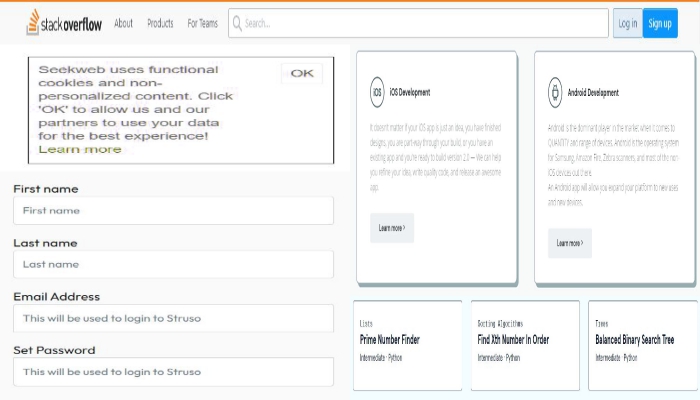 stackoverflow About Products For Teams Search... Log in Sign up
Seekweb uses functional
cookies and non-
personalized content. Click
'OK' to allow us and our
partners to use your data
for the best experience!
Learn more
OK
First name
First name
Last name
Last name
Email Address
This will be used to login to Struso
Set Password
This will be used to login to Struso
iOS iOS Development
It doesn't matter if your iOS app is just an idea, you have finished
designs, you are part way through your build, or you have an
existing app and you're ready to build version 2.0 — We can help
you refine your idea, write quality code, and release an awesome
app.
Learn more >
Android Development
Android is the dominant player in the market when it comes to
QUANTITY and range of devices. Android is the operating system
for Samsung, Amazon Fire, Zebra scanners, and most of the non-
iOS devices out there.
An Android app will allow you expand your platform to new uses
and new devices.
Learn more >
Lists
Prime Number Finder
Intermediate · Python
Sorting Algorithms
Find Xth Number In Order
Intermediate · Python
Trees
Balanced Binary Search Tree
Intermediate · Python